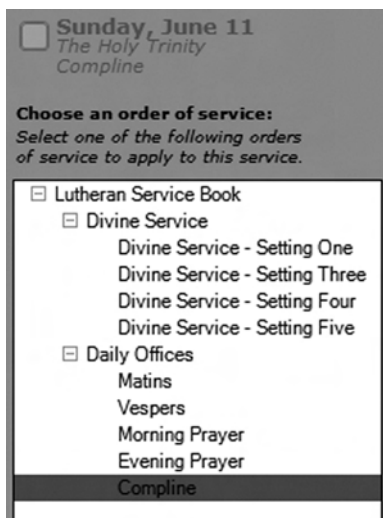 Sunday, June 11
The Holy Trinity
Compline
Choose an order of service:
Select one of the following orders
of service to apply to this service.
Lutheran Service Book
Divine Service
Divine Service - Setting One
Divine Service - Setting Three
Divine Service - Setting Four
Divine Service - Setting Five
Daily Offices
Matins
Vespers
Morning Prayer
Evening Prayer
Compline